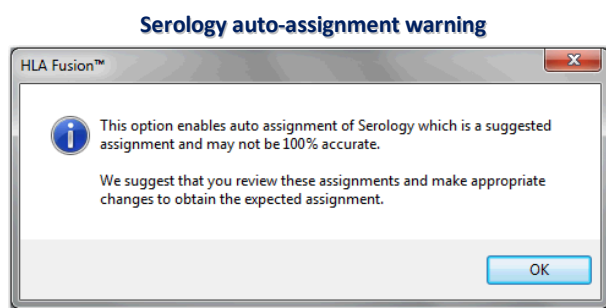 Serology auto-assignment warning
HLA Fusion™
This option enables auto assignment of Serology which is a suggested
assignment and may not be 100% accurate.
We suggest that you review these assignments and make appropriate
changes to obtain the expected assignment.
OK